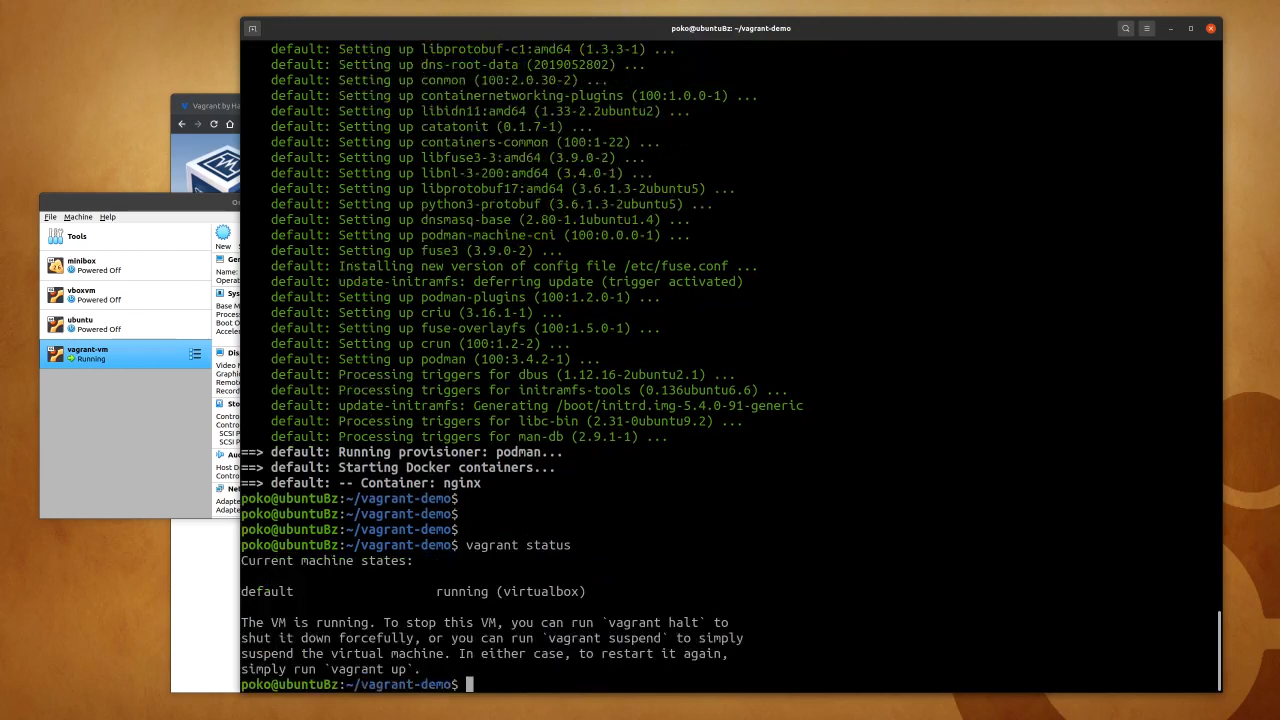 poko@ubuntuBz: ~/vagrant-demo
default: Setting up libprotobuf-c1:amd64 (1.3.3-1) ...
default: Setting up dns-root-data (2019052802) ...
default: Setting up conmon (100:2.0.30-2) ...
default: Setting up containernetworking-plugins (100:1.0.0-1) ...
default: Setting up libidn11:amd64 (1.33-2.2ubuntu2) ...
default: Setting up catatonit (0.1.7-1) ...
default: Setting up containers-common (100:1-22) ...
default: Setting up libfuse3-3:amd64 (3.9.0-2) ...
default: Setting up libnl-3-200:amd64 (3.4.0-1) ...
default: Setting up libprotobuf17:amd64 (3.6.1.3-2ubuntu5) ...
default: Setting up python3-protobuf (3.6.1.3-2ubuntu5) ...
default: Setting up dnsmasq-base (2.80-1.1ubuntu1.4) ...
default: Setting up podman-machine-cni (100:0.0.0-1) ...
default: Setting up fuse3 (3.9.0-2) ...
default: Installing new version of config file /etc/fuse.conf ...
default: update-initramfs: deferring update (trigger activated)
default: Setting up podman-plugins (100:1.2.0-1) ...
default: Setting up criu (3.16.1-1) ...
default: Setting up fuse-overlayfs (100:1.5.0-1) ...
default: Setting up crun (100:1.2-2) ...
default: Setting up podman (100:3.4.2-1) ...
default: Processing triggers for dbus (1.12.16-2ubuntu2.1) ...
default: Processing triggers for initramfs-tools (0.136ubuntu6.6) ...
default: update-initramfs: Generating /boot/initrd.img-5.4.0-91-generic
default: Processing triggers for libc-bin (2.31-0ubuntu9.2) ...
default: Processing triggers for man-db (2.9.1-1) ...
==> default: Running provisioner: podman...
==> default: Starting Docker containers...
==> default: -- Container: nginx
poko@ubuntuBz:~/vagrant-demo$
poko@ubuntuBz:~/vagrant-demo$
poko@ubuntuBz:~/vagrant-demo$
poko@ubuntuBz:~/vagrant-demo$ vagrant status
Current machine states:
default                   running (virtualbox)
The VM is running. To stop this VM, you can run `vagrant halt` to
shut it down forcefully, or you can run `vagrant suspend` to simply
suspend the virtual machine. In either case, to restart it again,
simply run `vagrant up`.
poko@ubuntuBz:~/vagrant-demo$
Vagrant by Ha
File Machine Help
Tools
New
minibox
Powered Off
vboxvm
Powered Off
ubuntu
Powered Off
vagrant-vm
Running
Name:
Base M
Boot O
Video M
Remot
Contro
Contro
SCSI P
SCSI P
Host D
Contro
Adapte
Adapte